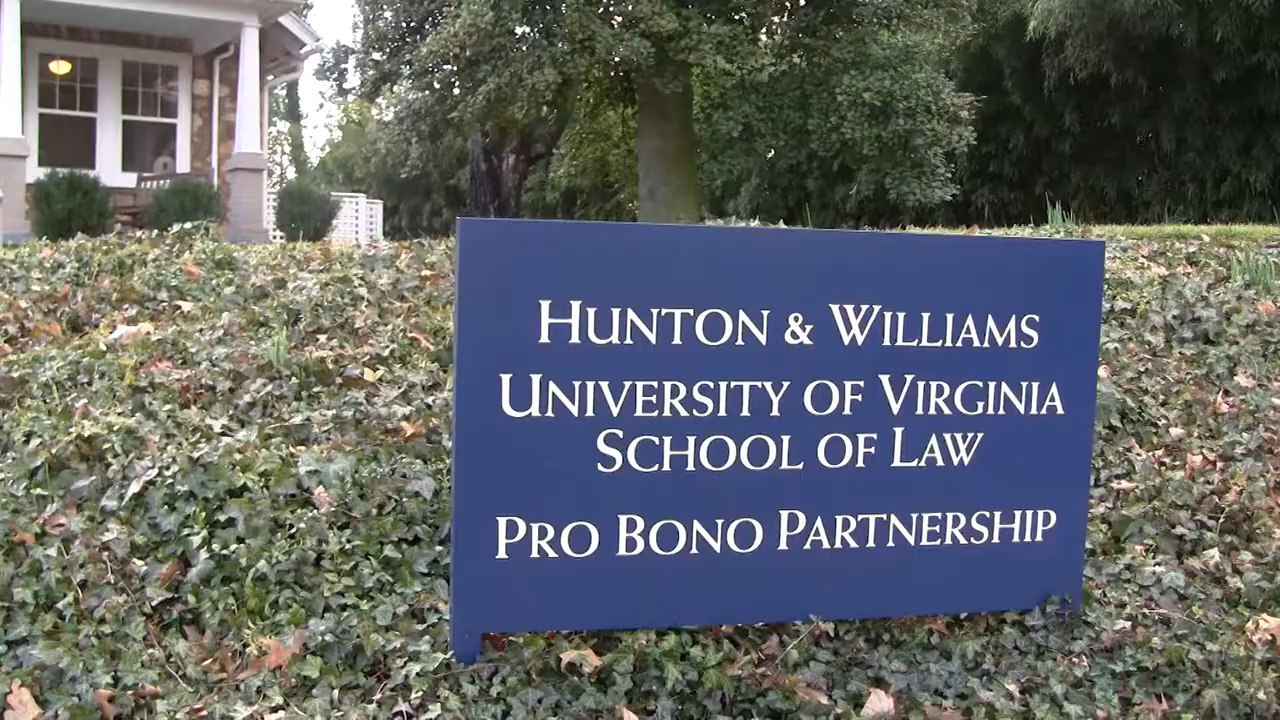 HUNTON & WILLIAMS
UNIVERSITY OF VIRGINIA
SCHOOL OF LAW
PRO BONO PARTNERSHIP